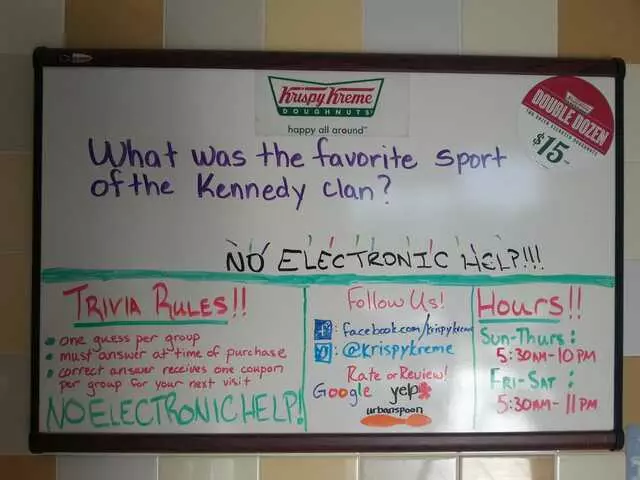 Krispy Kreme
DOUGHNUTS
happy all around™
Krispy Kreme
DOUBLE DOZEN
$15
What was the favorite sport
of the Kennedy clan?
NO ELECTRONIC HELP!!!!
TRIVIA RULES!!
• one guess per group
• must answer at time of purchase
• correct answer receives one coupon
per group for your next visit
NO ELECTRONIC HELP!
Follow Us!
f : facebook.com/krispykreme
: @krispykreme
Rate or Review!
Google yelp
urbanspoon
Hours!!
Sun-Thurs:
5:30AM-10PM
Fri-Sat:
5:30AM-11PM